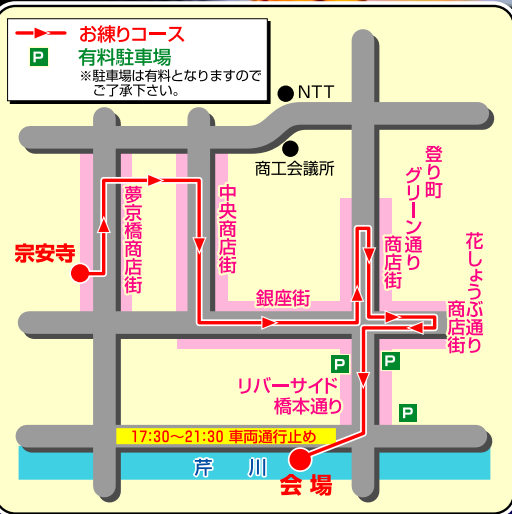 お練りコース
P 有料駐車場
※駐車場は有料となりますので
ご了承下さい。
NTT
商工会議所
登り町
グリーン通り
商店街
夢京橋商店街
中央商店街
宗安寺
花しょうぶ通り
商店街
銀座街
P
P
リバーサイド
橋本通り
P
17:30〜21:30 車両通行止め
芹川
会場